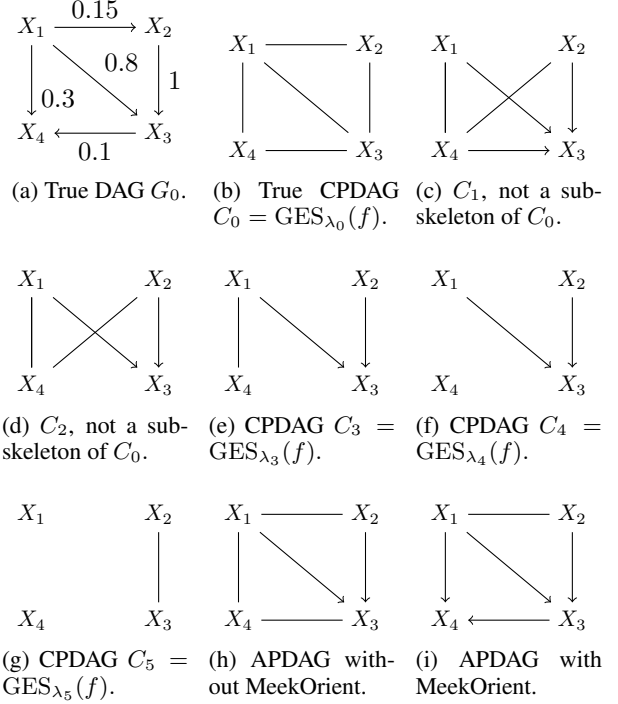 X₁ 0.15 X₂
0.8
0.3 1
X₄ 0.1 X₃
(a) True DAG G₀.
X₁ X₂
X₄ X₃
(b) True CPDAG
C₀ = GES_λ₀(f).
X₁ X₂
X₄ X₃
(c) C₁, not a sub-
skeleton of C₀.
X₁ X₂
X₄ X₃
(d) C₂, not a sub-
skeleton of C₀.
X₁ X₂
X₄ X₃
(e) CPDAG C₃ =
GES_λ₃(f).
X₁ X₂
X₄ X₃
(f) CPDAG C₄ =
GES_λ₄(f).
X₁ X₂
X₄ X₃
(g) CPDAG C₅ =
GES_λ₅(f).
X₁ X₂
X₄ X₃
(h) APDAG with-
out MeekOrient.
X₁ X₂
X₄ X₃
(i) APDAG with
MeekOrient.